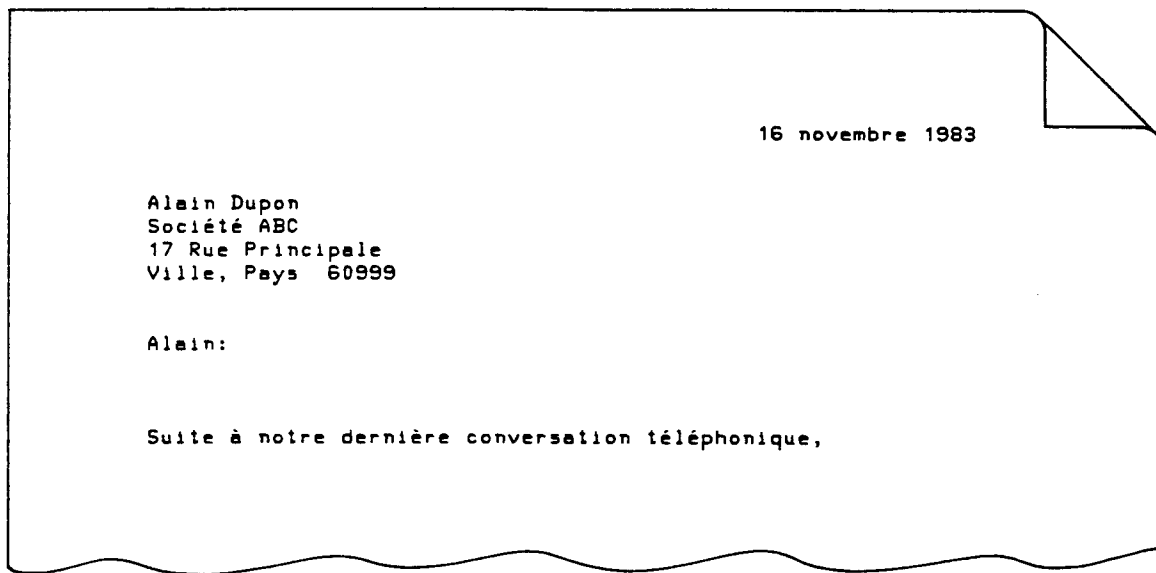 16 novembre 1983
Alain Dupon
Société ABC
17 Rue Principale
Ville, Pays 60999
Alain:
Suite à notre dernière conversation téléphonique,